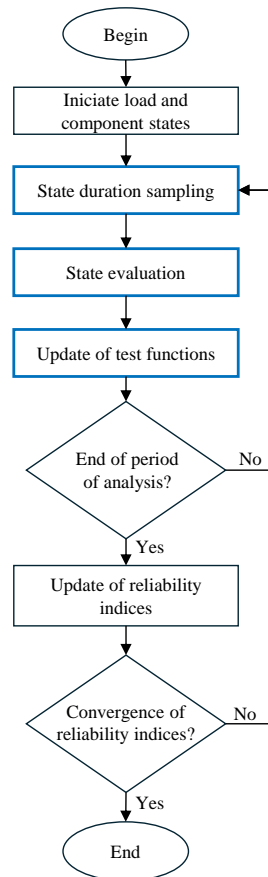 Begin
Iniciate load and
component states
State duration sampling
State evaluation
Update of test functions
End of period
of analysis?
No
Yes
Update of reliability
indices
Convergence of
reliability indices?
No
Yes
End